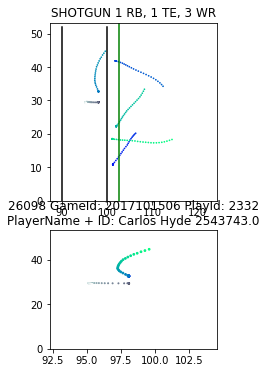 SHOTGUN 1 RB, 1 TE, 3 WR
50
40
30
20
10
0
90 100 110 120
26098 GameId: 2017101506 PlayId: 2332
PlayerName + ID: Carlos Hyde 2543743.0
40
20
0
92.5 95.0 97.5 100.0 102.5